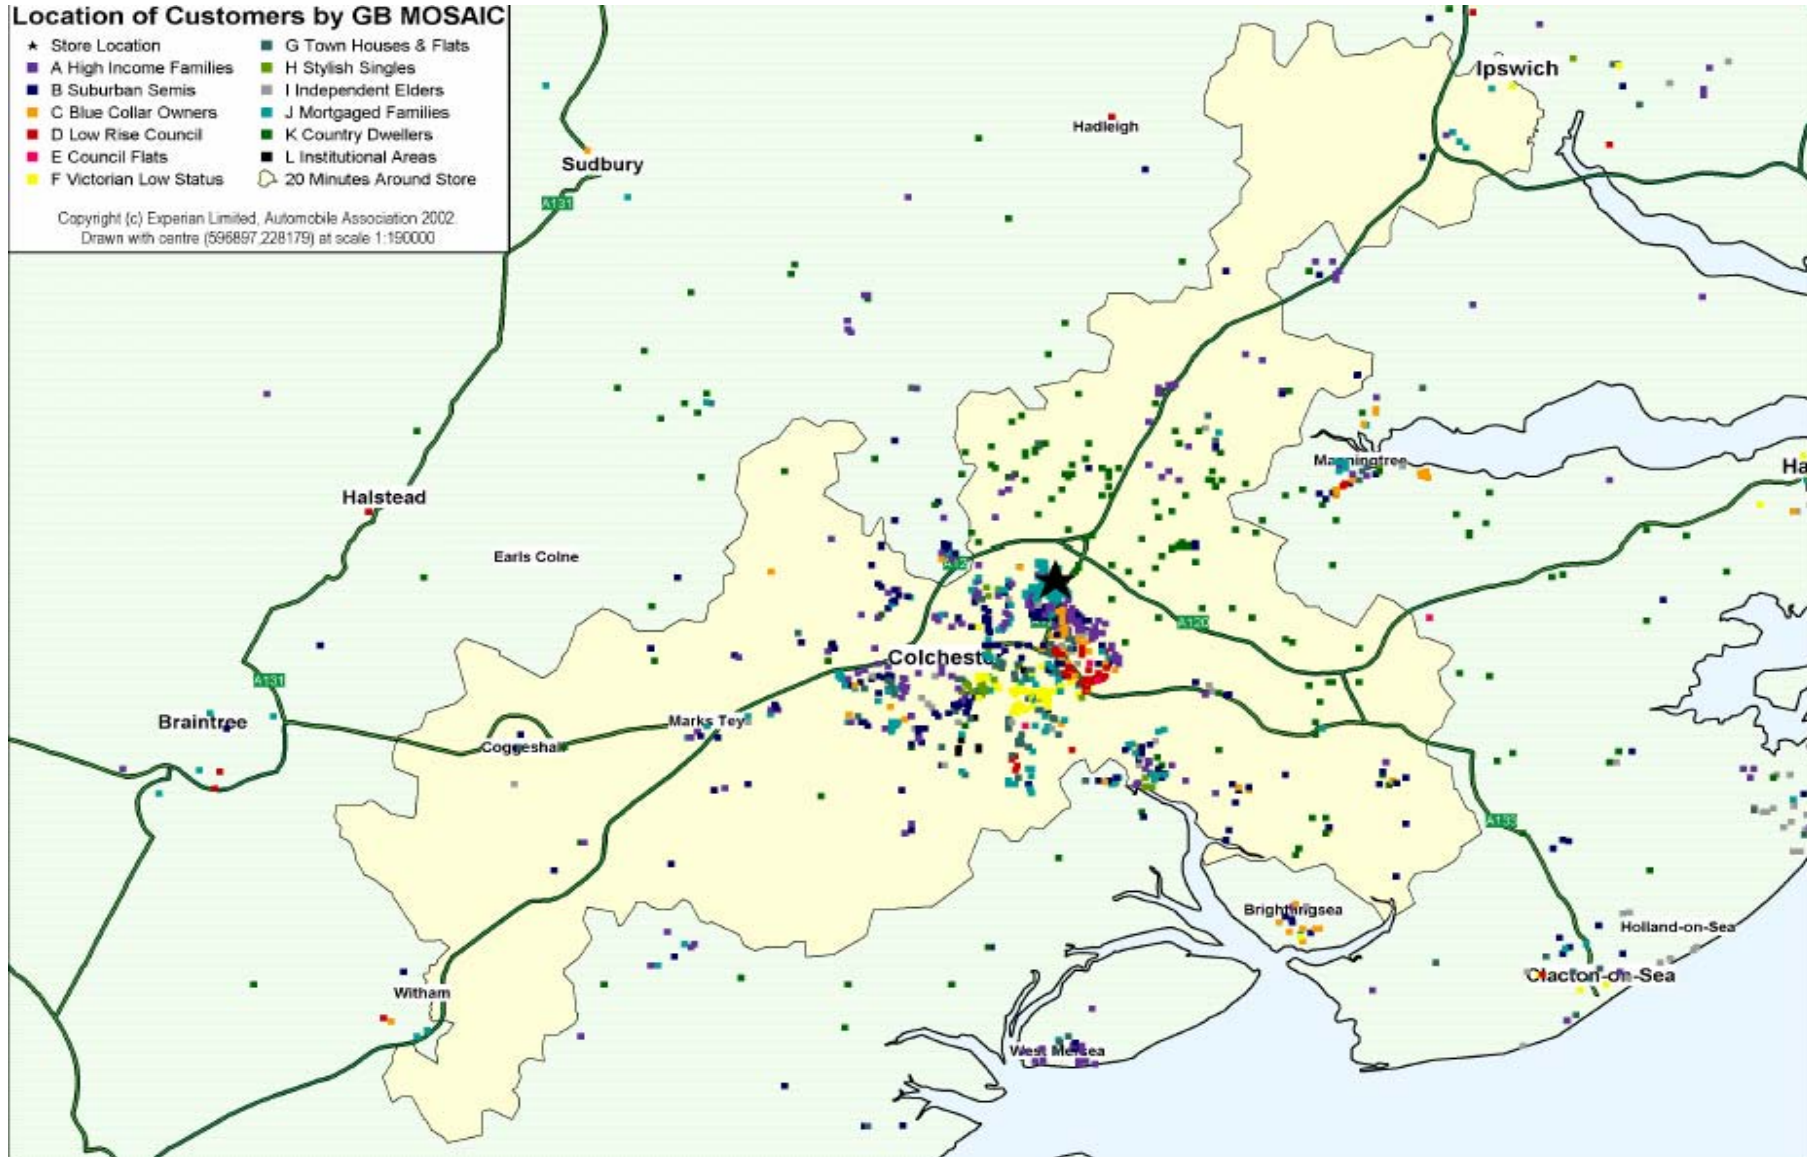 Location of Customers by GB MOSAIC
Store Location
A High Income Families
B Suburban Semis
C Blue Collar Owners
D Low Rise Council
E Council Flats
F Victorian Low Status
G Town Houses & Flats
H Stylish Singles
I Independent Elders
J Mortgaged Families
K Country Dwellers
L Institutional Areas
20 Minutes Around Store
Copyright (c) Experian Limited, Automobile Association 2002.
Drawn with centre (596897,228179) at scale 1:190000
Ipswich
Hadleigh
Sudbury
A131
Manningtree
Ha
Halstead
Earls Colne
A12
A120
Colchester
A131
Braintree
Marks Tey
Coggeshall
A133
Brightlingsea
Holland-on-Sea
Clacton-on-Sea
Witham
West Mersea